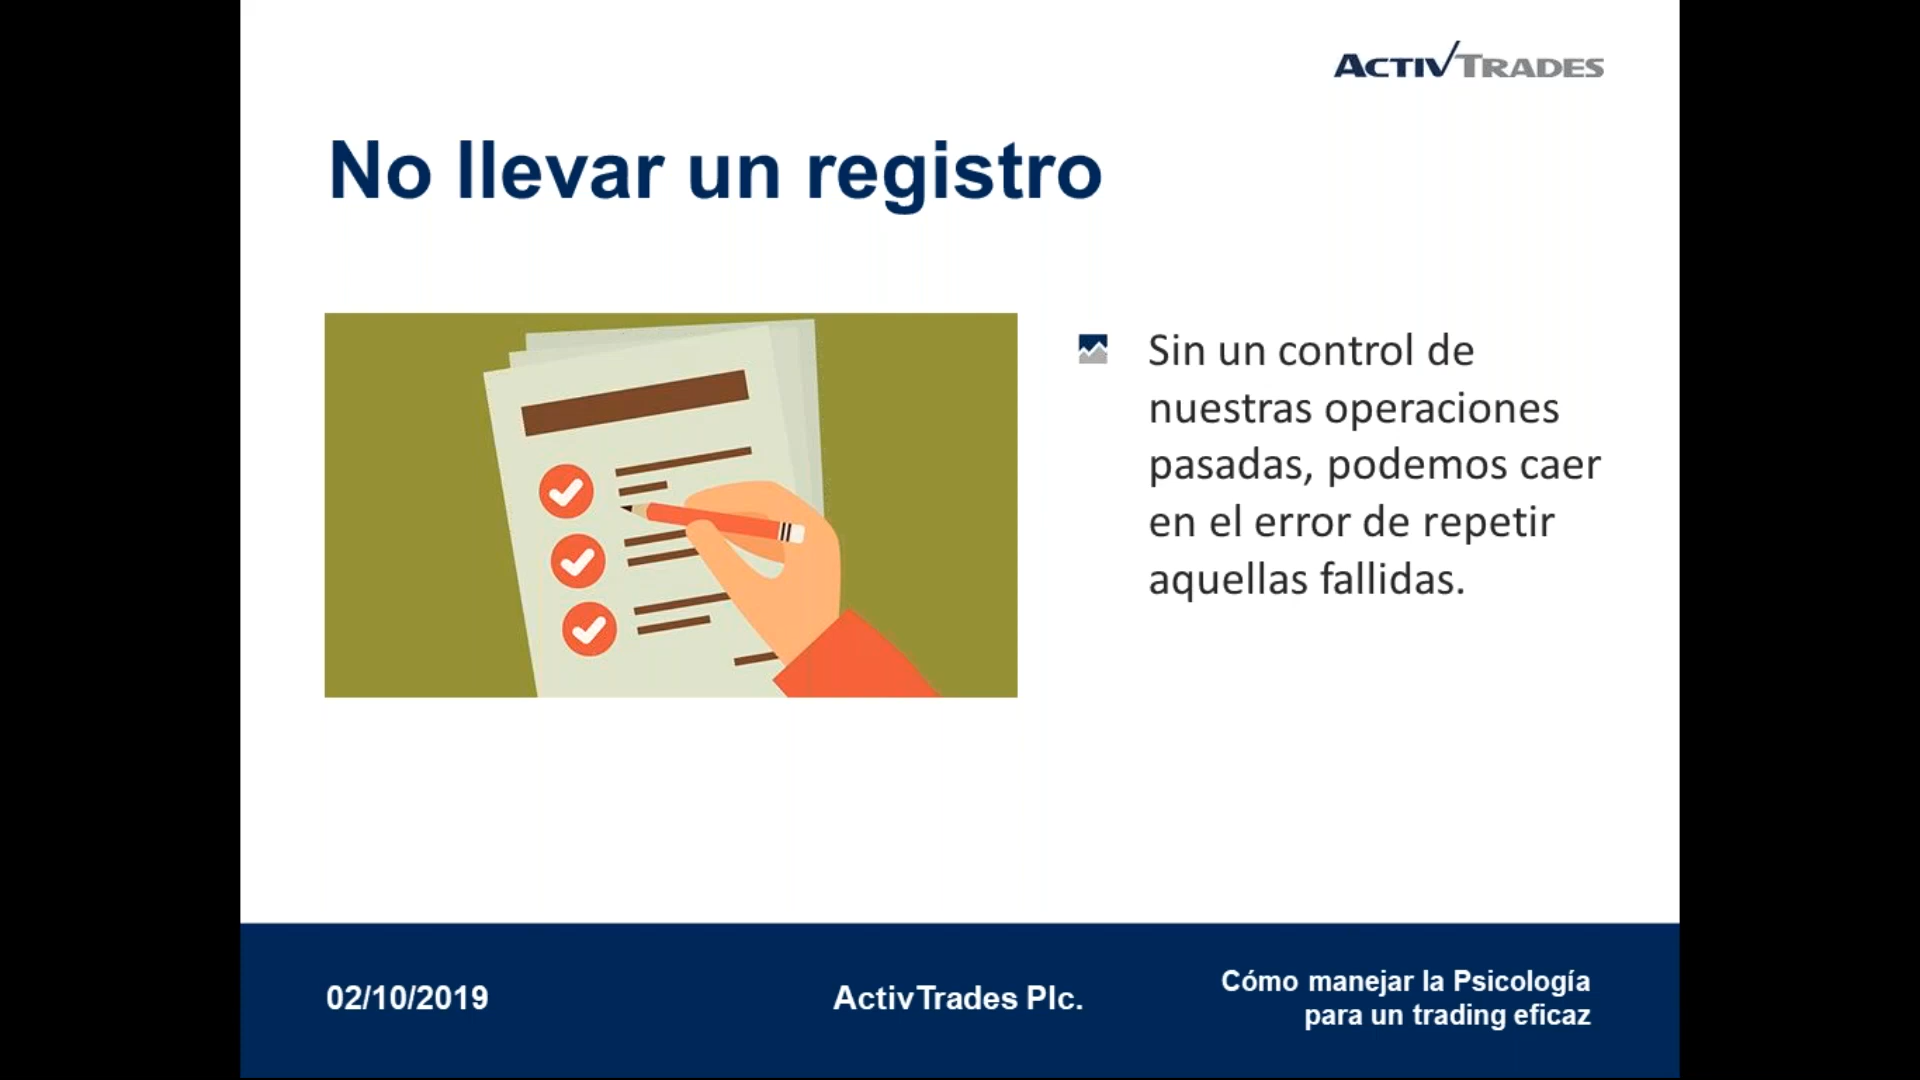 ACTIVTRADES
No llevar un registro
Sin un control de
nuestras operaciones
pasadas, podemos caer
en el error de repetir
aquellas fallidas.
02/10/2019
ActivTrades Plc.
Cómo manejar la Psicología
para un trading eficaz